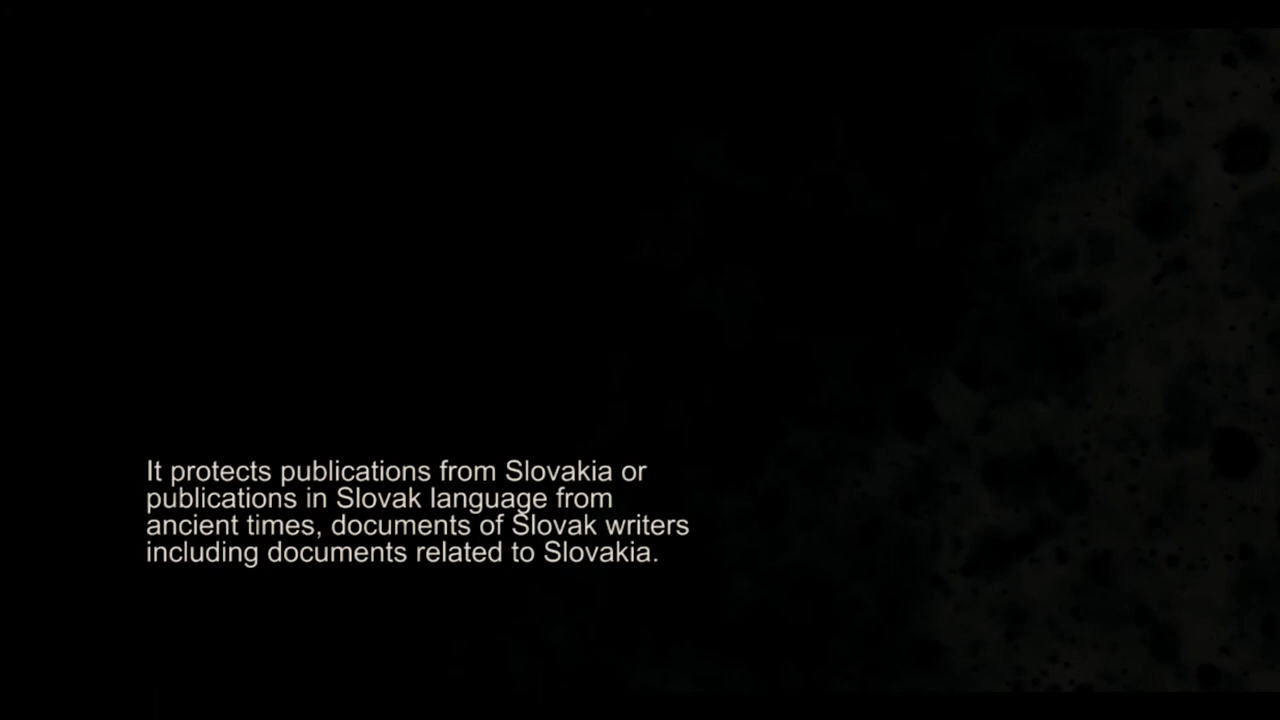 It protects publications from Slovakia or
publications in Slovak language from
ancient times, documents of Slovak writers
including documents related to Slovakia.